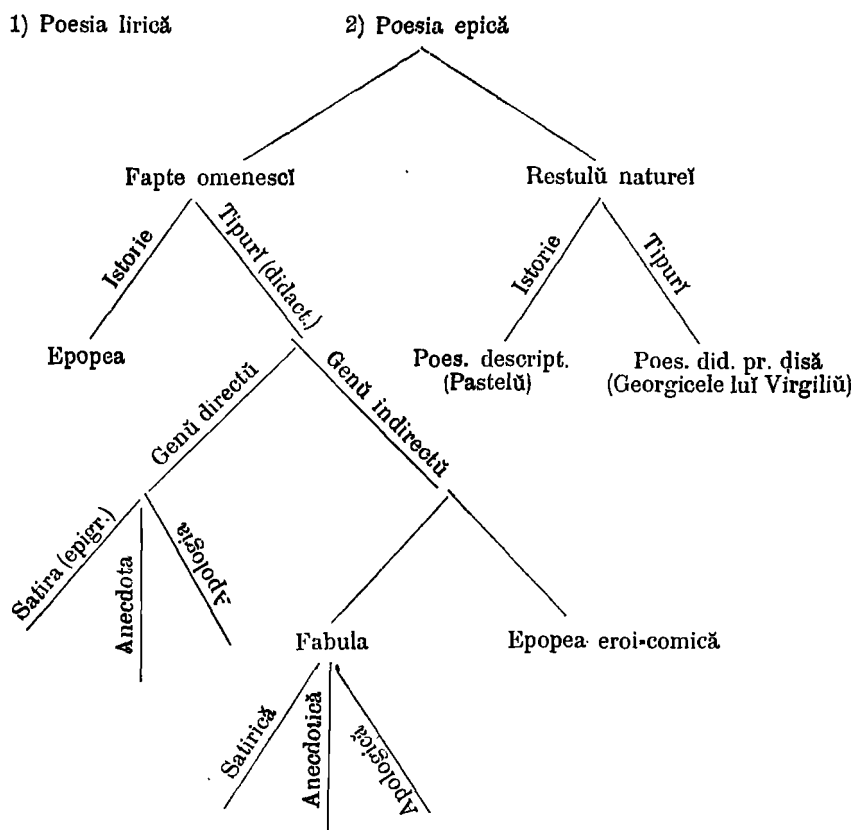 1) Poesia lirică
2) Poesia epică
Fapte omenescĭ
Restulŭ natureĭ
Istorie
Tipurĭ (didact.)
Istorie
Tipurĭ
Epopea
Poes. descript.
(Pastelŭ)
Poes. did. pr. ḑisă
(Georgicele luĭ Virgiliŭ)
Genŭ directŭ
Genŭ indirectŭ
Satira (epigr.)
Anecdota
Apologia
Fabula
Epopea eroi-comică
Satirică
Anecdotică
Apologică